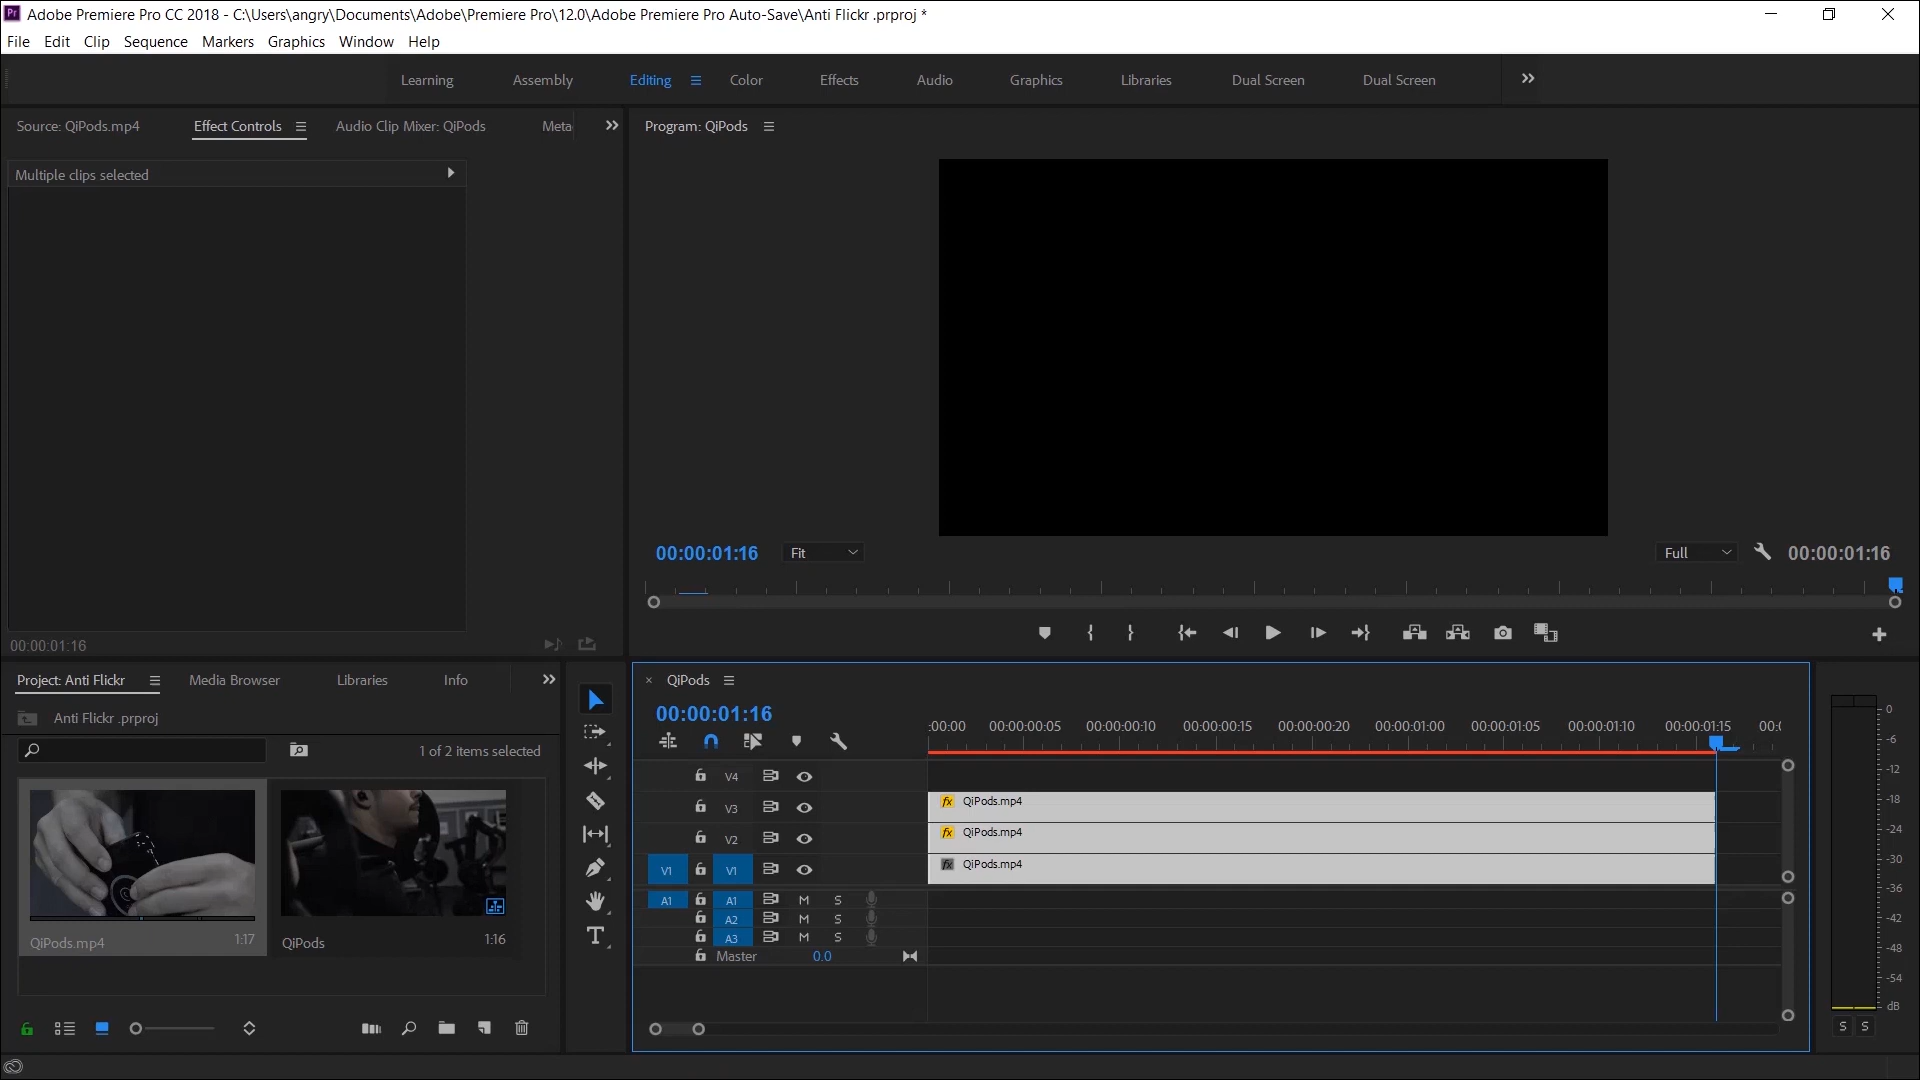 Pr Adobe Premiere Pro CC 2018 - C:\Users\angry\Documents\Adobe\Premiere Pro\12.0\Adobe Premiere Pro Auto-Save\Anti Flickr .prproj *
File Edit Clip Sequence Markers Graphics Window Help
Learning Assembly Editing Color Effects Audio Graphics Libraries Dual Screen Dual Screen
Source: QiPods.mp4 Effect Controls Audio Clip Mixer: QiPods Meta
Program: QiPods
Multiple clips selected
00:00:01:16 Fit Full 00:00:01:16
00:00:01:16
Project: Anti Flickr Media Browser Libraries Info
Anti Flickr .prproj
1 of 2 items selected
QiPods.mp4 1:17
QiPods 1:16
T
QiPods
00:00:01:16
:00:00 00:00:00:05 00:00:00:10 00:00:00:15 00:00:00:20 00:00:01:00 00:00:01:05 00:00:01:10 00:00:01:15 00:0
V4
V3 fx QiPods.mp4
V2 fx QiPods.mp4
V1 V1 fx QiPods.mp4
A1 A1 M S
A2 M S
A3 M S
Master 0.0
0
-6
-12
-18
-24
-30
-36
-42
-48
-54
dB
S S